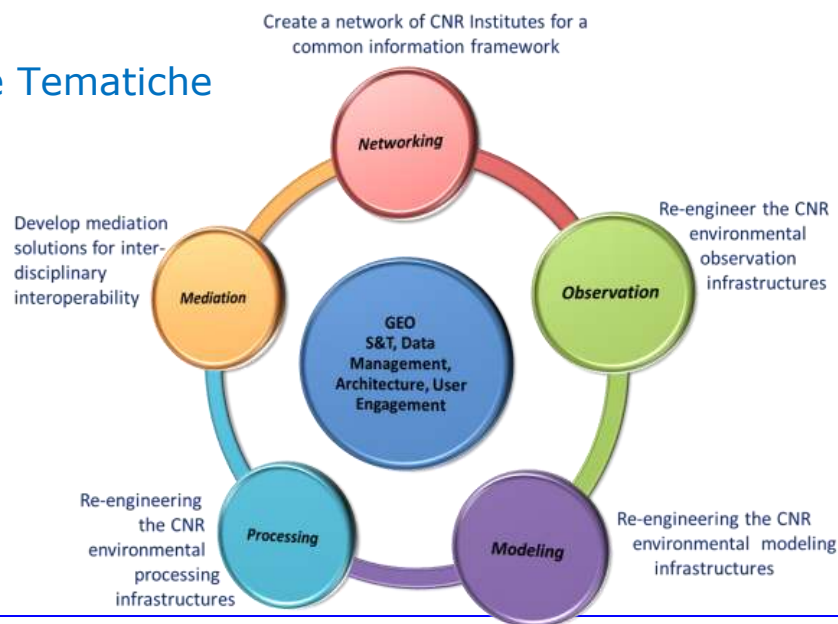 Create a network of CNR Institutes for a
common information framework
e Tematiche
Networking
Develop mediation
solutions for inter-
disciplinary
interoperability
Mediation
Re-engineer the CNR
environmental
observation
infrastructures
Observation
GEO
S&T, Data
Management,
Architecture, User
Engagement
Re-engineering
the CNR
environmental
processing
infrastructures
Processing
Modeling
Re-engineering the CNR
environmental modeling
infrastructures